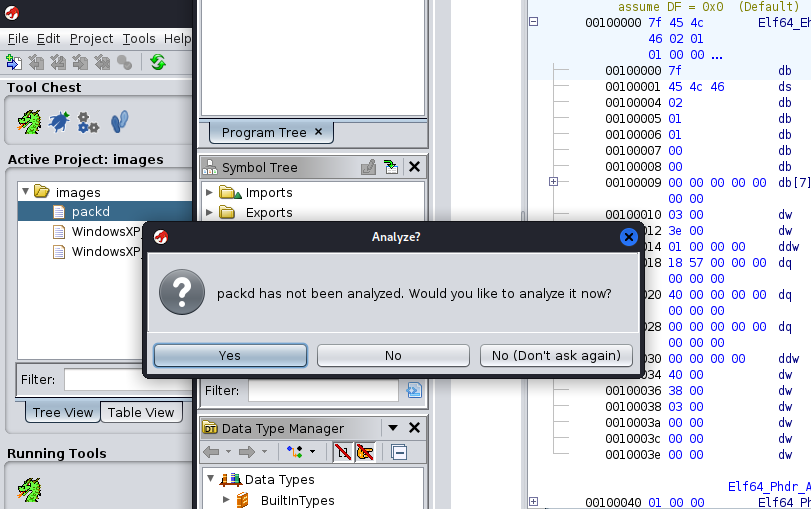 File Edit Project Tools Help
Tool Chest
Active Project: images
images
packd
WindowsXP
WindowsXP
Filter:
Tree View Table View
Running Tools
Program Tree ×
Symbol Tree
Imports
Exports
Filter:
DT Data Type Manager
Data Types
BuiltInTypes
Analyze?
packd has not been analyzed. Would you like to analyze it now?
Yes No No (Don't ask again)
assume DF = 0x0 (Default)
00100000 7f 45 4c Elf64_Eh
46 02 01
01 00 00 ...
00100000 7f db
00100001 45 4c 46 ds
00100004 02 db
00100005 01 db
00100006 01 db
00100007 00 db
00100008 00 db
00100009 00 00 00 00 00 db[7]
00 00
00100010 03 00 dw
00100012 3e 00 dw
014 01 00 00 00 ddw
018 18 57 00 00 00 dq
00 00 00
020 40 00 00 00 00 dq
00 00 00
028 00 00 00 00 00 dq
00 00 00
030 00 00 00 00 ddw
034 40 00 dw
00100036 38 00 dw
00100038 03 00 dw
0010003a 00 00 dw
0010003c 00 00 dw
0010003e 00 00 dw
Elf64_Phdr_A
00100040 01 00 00 Elf64_Ph